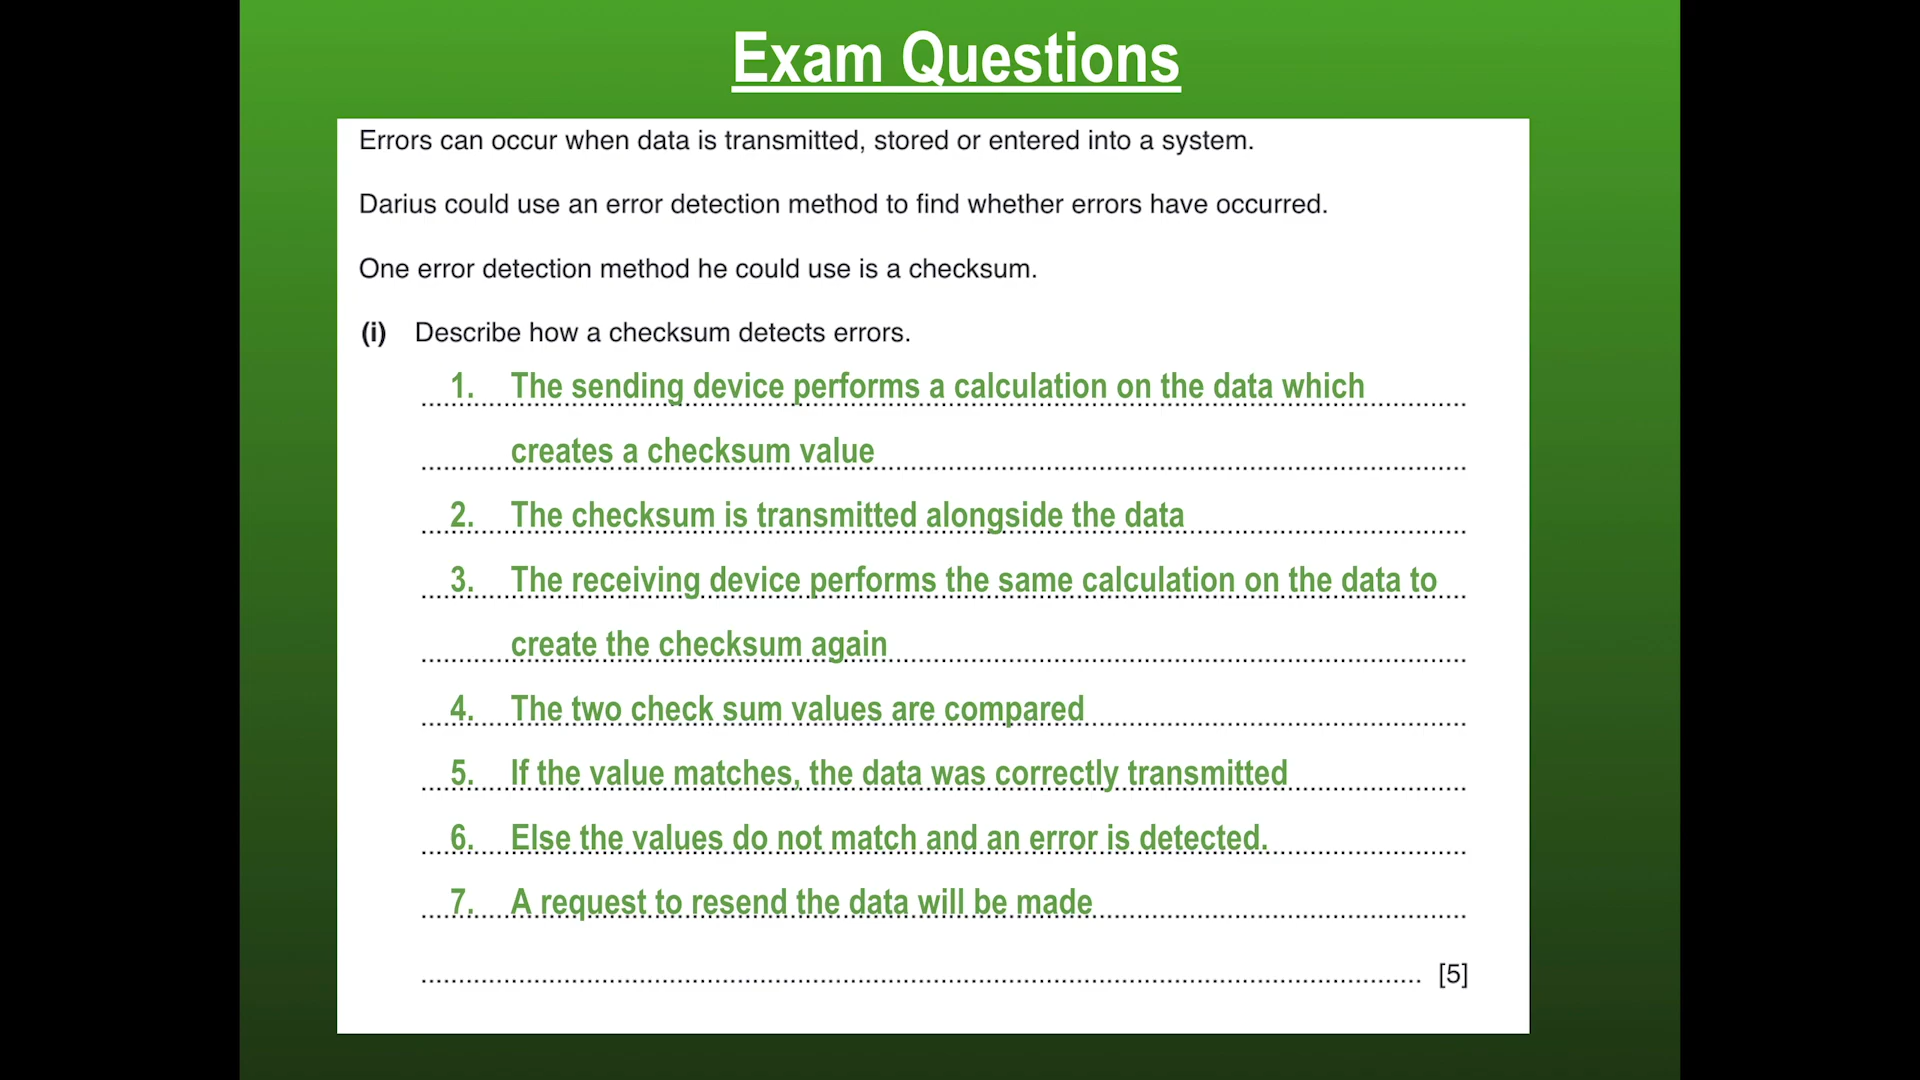 Exam Questions
Errors can occur when data is transmitted, stored or entered into a system.
Darius could use an error detection method to find whether errors have occurred.
One error detection method he could use is a checksum.
(i) Describe how a checksum detects errors.
1. The sending device performs a calculation on the data which
creates a checksum value
2. The checksum is transmitted alongside the data
3. The receiving device performs the same calculation on the data to
create the checksum again
4. The two check sum values are compared
5. If the value matches, the data was correctly transmitted
6. Else the values do not match and an error is detected.
7. A request to resend the data will be made
[5]